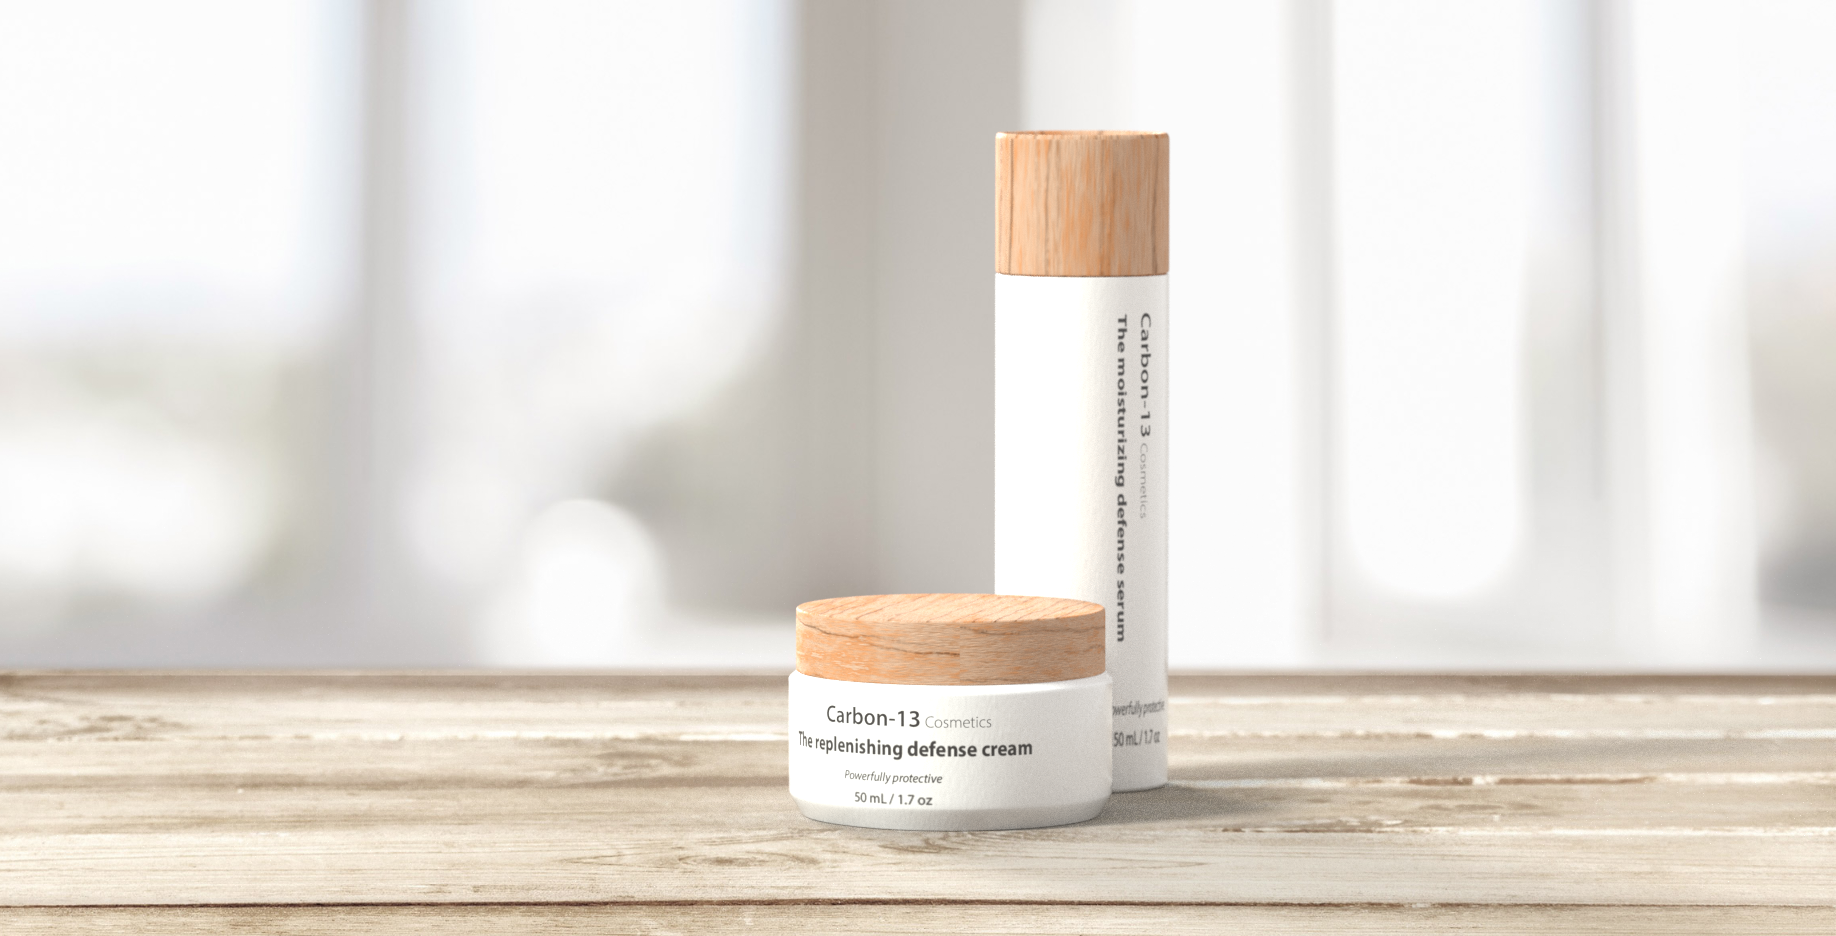 Carbon-13 Cosmetics
The moisturizing defense serum
protective
50 mL / 1.7 oz
Carbon-13 Cosmetics
The replenishing defense cream
Powerfully protective
50 mL / 1.7 oz